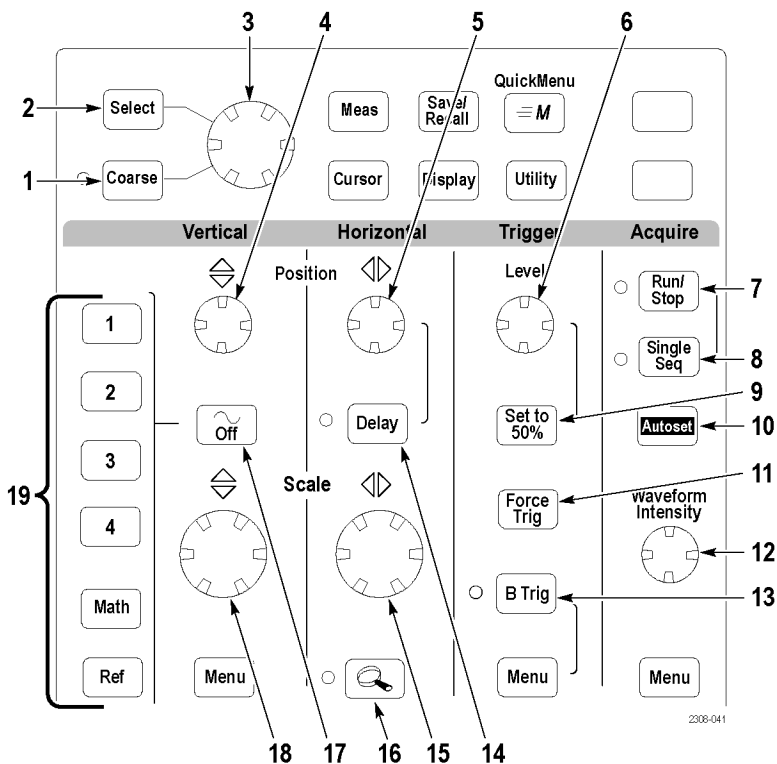 3
4
5
6
QuickMenu
2
Select
Meas
Save/
Recall
M
1
Coarse
Cursor
Display
Utility
Vertical
Horizontal
Trigger
Acquire
Position
Level
1
Run/
Stop
7
Single
Seq
8
2
9
Off
Delay
Set to
50%
Autoset
10
3
11
19
Scale
Force
Trig
Waveform
Intensity
4
12
B Trig
13
Math
Ref
Menu
Menu
Menu
2308-041
18
17
16
15
14